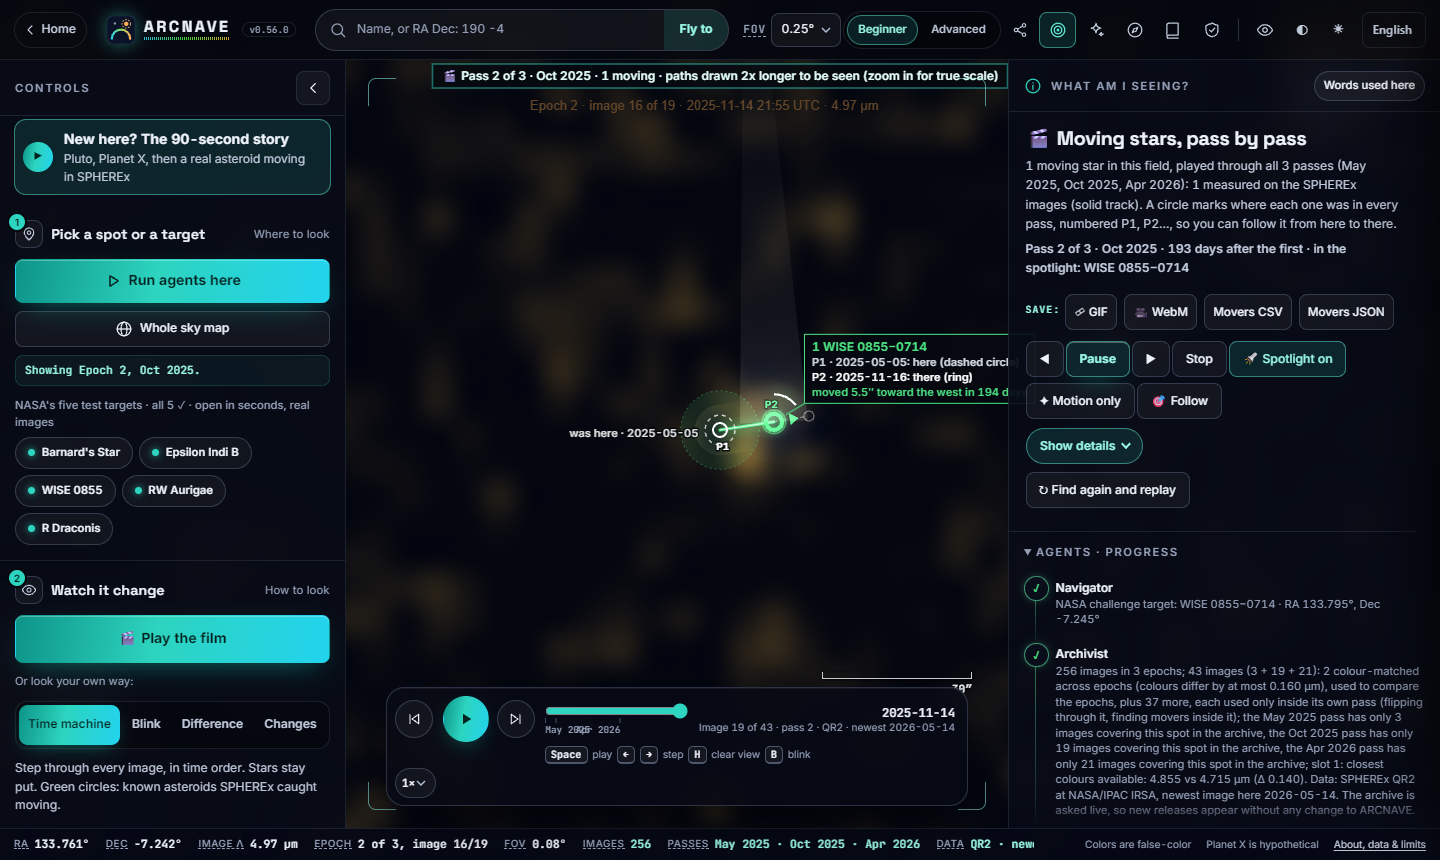 Home
ARCNAVE
v0.56.0
Name, or RA Dec: 190 -4
Fly to
FOV
0.25°
Beginner
Advanced
English
CONTROLS
New here? The 90-second story
Pluto, Planet X, then a real asteroid moving
in SPHEREx
1
Pick a spot or a target
Where to look
Run agents here
Whole sky map
Showing Epoch 2, Oct 2025.
NASA's five test targets · all 5 ✓ · open in seconds, real
images
Barnard's Star
Epsilon Indi B
WISE 0855
RW Aurigae
R Draconis
2
Watch it change
How to look
Play the film
Or look your own way:
Time machine
Blink
Difference
Changes
Step through every image, in time order. Stars stay
put. Green circles: known asteroids SPHEREx caught
moving.
Pass 2 of 3 · Oct 2025 · 1 moving · paths drawn 2x longer to be seen (zoom in for true scale)
Epoch 2 · image 16 of 19 · 2025-11-14 21:55 UTC · 4.97 µm
1 WISE 0855−0714
P1 · 2025-05-05: here (dashed circle)
P2 · 2025-11-16: there (ring)
moved 5.5″ toward the west in 194 days
P2
was here · 2025-05-05
P1
30″
2025-11-14
May 2025
Image 19 of 43 · pass 2 · QR2 · newest 2026-05-14
Space play ← → step H clear view B blink
1×
WHAT AM I SEEING?
Words used here
Moving stars, pass by pass
1 moving star in this field, played through all 3 passes (May
2025, Oct 2025, Apr 2026): 1 measured on the SPHEREx
images (solid track). A circle marks where each one was in every
pass, numbered P1, P2..., so you can follow it from here to there.
Pass 2 of 3 · Oct 2025 · 193 days after the first · in the
spotlight: WISE 0855−0714
SAVE:
GIF
WebM
Movers CSV
Movers JSON
Pause
Stop
Spotlight on
Motion only
Follow
Show details
Find again and replay
AGENTS · PROGRESS
Navigator
NASA challenge target: WISE 0855−0714 · RA 133.795°, Dec
-7.245°
Archivist
256 images in 3 epochs; 43 images (3 + 19 + 21): 2 colour-matched
across epochs (colours differ by at most 0.160 µm), used to compare
the epochs, plus 37 more, each used only inside its own pass (flipping
through it, finding movers inside it); the May 2025 pass has only 3
images covering this spot in the archive, the Oct 2025 pass has only
19 images covering this spot in the archive, the Apr 2026 pass has
only 21 images covering this spot in the archive; slot 1: closest
colours available: 4.855 vs 4.715 µm (Δ 0.140). Data: SPHEREx QR2
at NASA/IPAC IRSA, newest image here 2026-05-14. The archive is
asked live, so new releases appear without any change to ARCNAVE.
RA 133.761° DEC -7.242° IMAGE Λ 4.97 µm EPOCH 2 of 3, image 16/19 FOV 0.08° IMAGES 256 PASSES May 2025 · Oct 2025 · Apr 2026 DATA QR2 ·
Colors are false-color
Planet X is hypothetical
About, data & limits